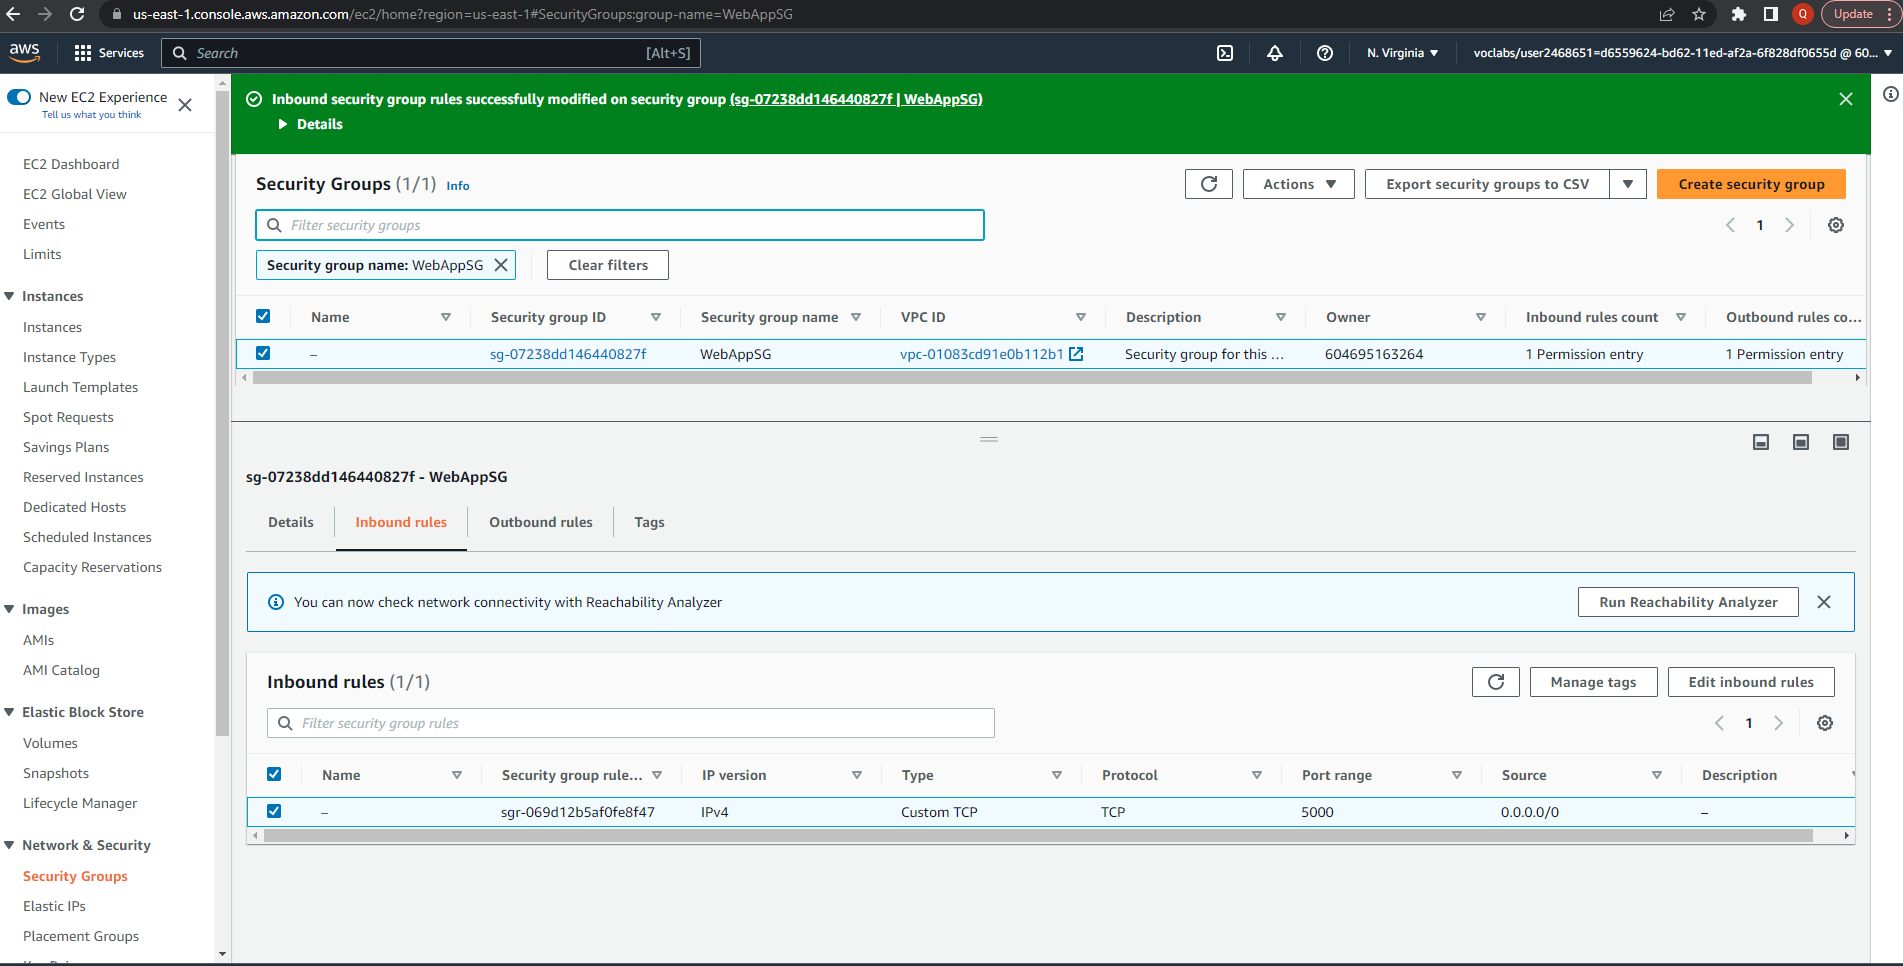 us-east-1.console.aws.amazon.com/ec2/home?region=us-east-1#SecurityGroups:group-name=WebAppSG
Q
Update
aws
Services
Search
[Alt+S]
N. Virginia
voclabs/user2468651=d6559624-bd62-11ed-af2a-6f828df0655d @ 60...
New EC2 Experience
Tell us what you think
EC2 Dashboard
EC2 Global View
Events
Limits
Instances
Instances
Instance Types
Launch Templates
Spot Requests
Savings Plans
Reserved Instances
Dedicated Hosts
Scheduled Instances
Capacity Reservations
Images
AMIs
AMI Catalog
Elastic Block Store
Volumes
Snapshots
Lifecycle Manager
Network & Security
Security Groups
Elastic IPs
Placement Groups
Inbound security group rules successfully modified on security group (sg-07238dd146440827f | WebAppSG)
Details
Security Groups (1/1) Info
Actions
Export security groups to CSV
Create security group
Filter security groups
1
Security group name: WebAppSG
Clear filters
Name Security group ID Security group name VPC ID Description Owner Inbound rules count Outbound rules co...
– sg-07238dd146440827f WebAppSG vpc-01083cd91e0b112b1 Security group for this ... 604695163264 1 Permission entry 1 Permission entry
sg-07238dd146440827f - WebAppSG
Details Inbound rules Outbound rules Tags
You can now check network connectivity with Reachability Analyzer
Run Reachability Analyzer
Inbound rules (1/1)
Manage tags
Edit inbound rules
Filter security group rules
1
Name Security group rule... IP version Type Protocol Port range Source Description
– sgr-069d12b5af0fe8f47 IPv4 Custom TCP TCP 5000 0.0.0.0/0 –